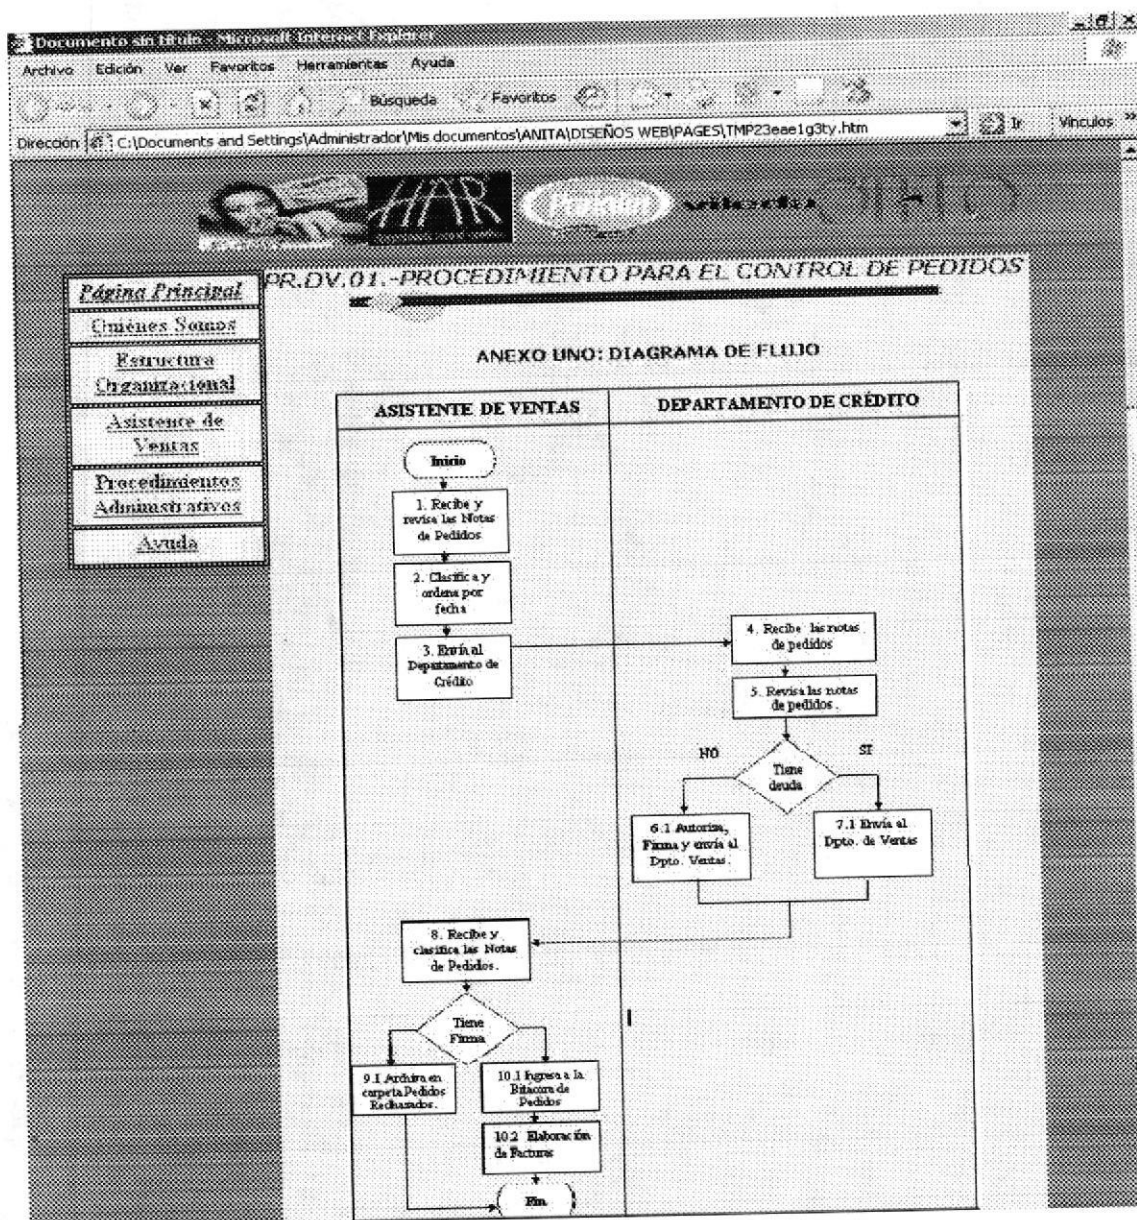 Documento sin título - Microsoft Internet Explorer
Archivo Edición Ver Favoritos Herramientas Ayuda
Búsqueda Favoritos
Dirección C:\Documents and Settings\Administrador\Mis documentos\ANITA\DISEÑOS WEB\PAGES\TMP23eae1g3ty.htm Ir Vínculos »
HAR
vileda
PR.DV.01.-PROCEDIMIENTO PARA EL CONTROL DE PEDIDOS
Página Principal
Quiénes Somos
Estructura
Organizacional
Asistente de
Ventas
Procedimientos
Administrativos
Ayuda
ANEXO UNO: DIAGRAMA DE FLUJO
ASISTENTE DE VENTAS
DEPARTAMENTO DE CRÉDITO
Inicio
1. Recibe y
revisa las Notas
de Pedidos
2. Clasifica y
ordena por
fecha
3. Envía al
Departamento de
Crédito
4. Recibe las notas
de pedidos
5. Revisa las notas
de pedidos.
NO
SI
Tiene
deuda
6.1 Autoriza,
Firma y envía al
Dpto. Ventas.
7.1 Envía al
Dpto. de Ventas
8. Recibe y
clasifica las Notas
de Pedidos.
Tiene
Firma
9.1 Archiva en
carpeta Pedidos
Rechazados.
10.1 Ingresa a la
Bitácora de
Pedidos
10.2 Elaboración
de Facturas
Fin